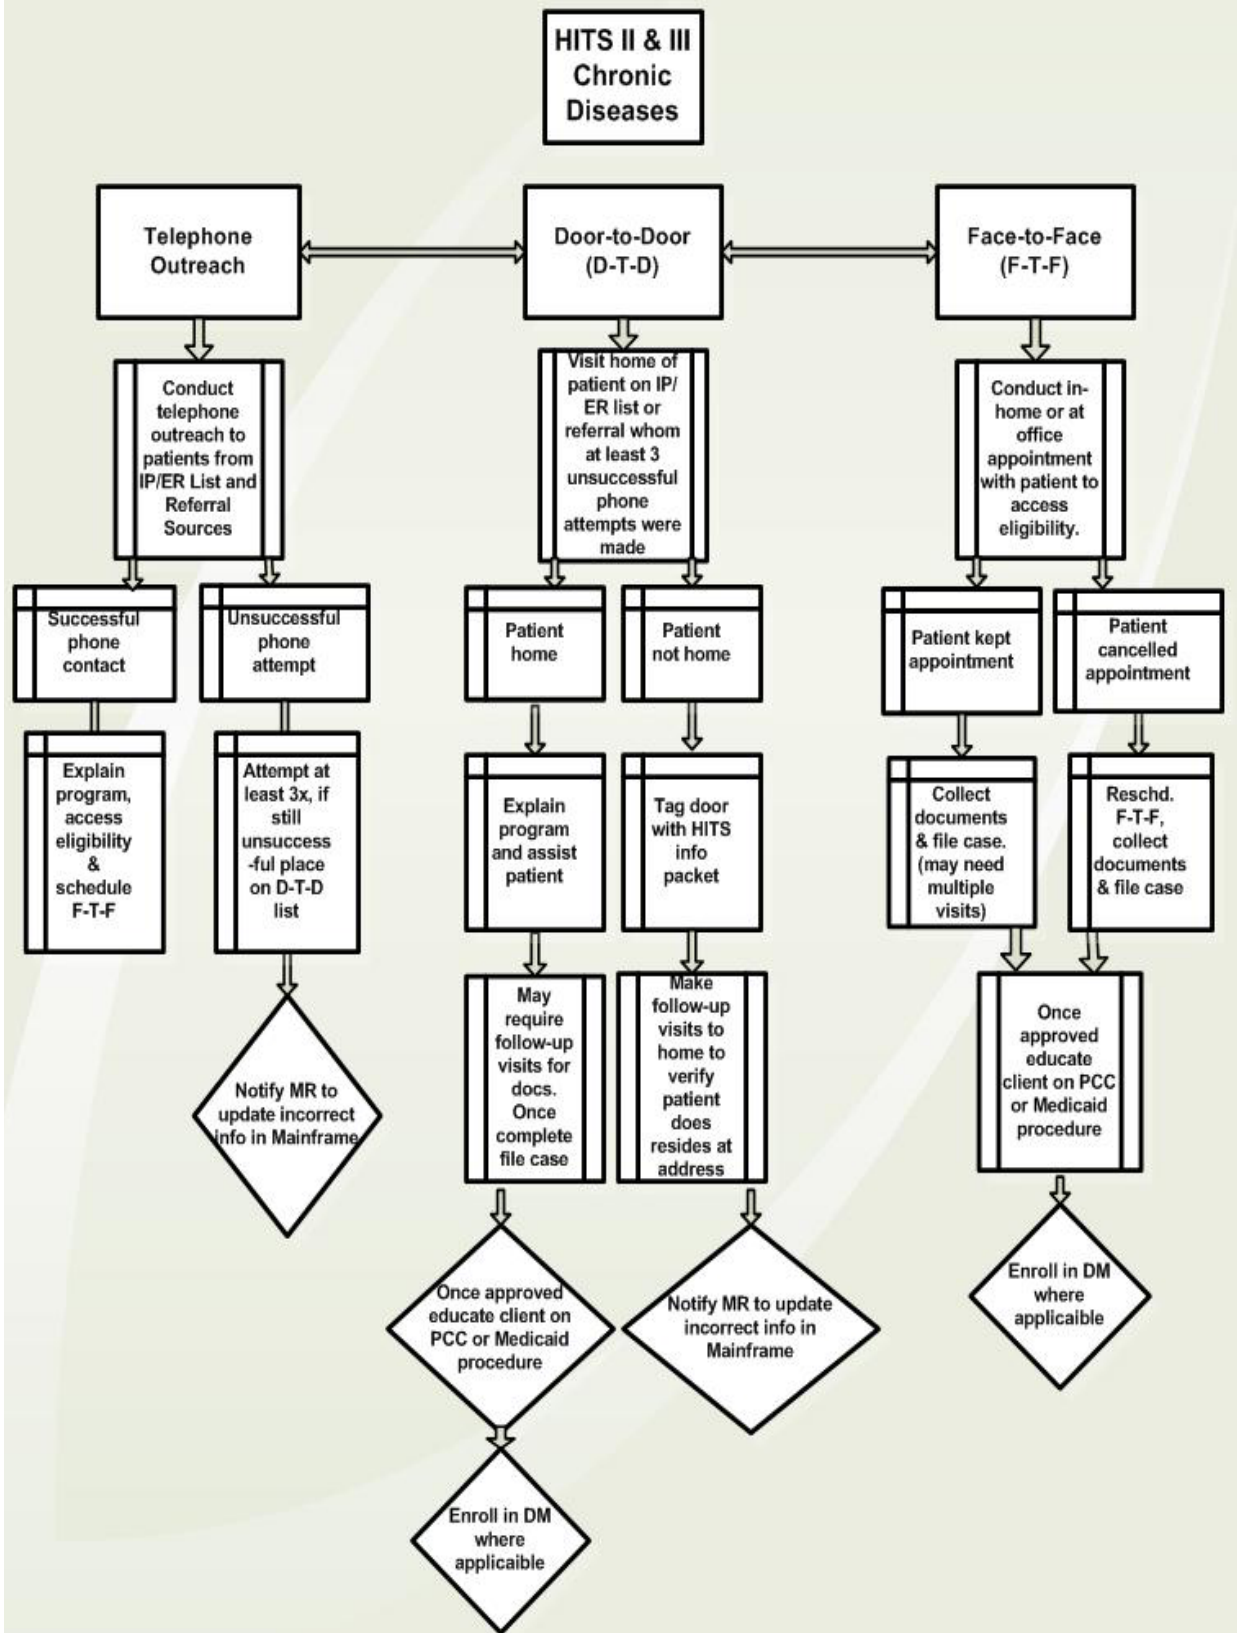 HITS II & III
Chronic
Diseases
Telephone
Outreach
Door-to-Door
(D-T-D)
Face-to-Face
(F-T-F)
Conduct
telephone
outreach to
patients from
IP/ER List and
Referral
Sources
Visit home of
patient on IP/
ER list or
referral whom
at least 3
unsuccessful
phone
attempts were
made
Conduct in-
home or at
office
appointment
with patient to
access
eligibility.
Successful
phone
contact
Unsuccessful
phone
attempt
Patient
home
Patient
not home
Patient kept
appointment
Patient
cancelled
appointment
Explain
program,
access
eligibility
&
schedule
F-T-F
Attempt at
least 3x, if
still
unsuccess
-ful place
on D-T-D
list
Explain
program
and assist
patient
Tag door
with HITS
info
packet
Collect
documents
& file case.
(may need
multiple
visits)
Reschd.
F-T-F,
collect
documents
& file case
Notify MR to
update incorrect
info in Mainframe
May
require
follow-up
visits for
docs.
Once
complete
file case
Make
follow-up
visits to
home to
verify
patient
does
resides at
address
Once
approved
educate
client on PCC
or Medicaid
procedure
Once approved
educate client on
PCC or Medicaid
procedure
Notify MR to update
incorrect info in
Mainframe
Enroll in DM
where
applicaible
Enroll in DM
where
applicaible